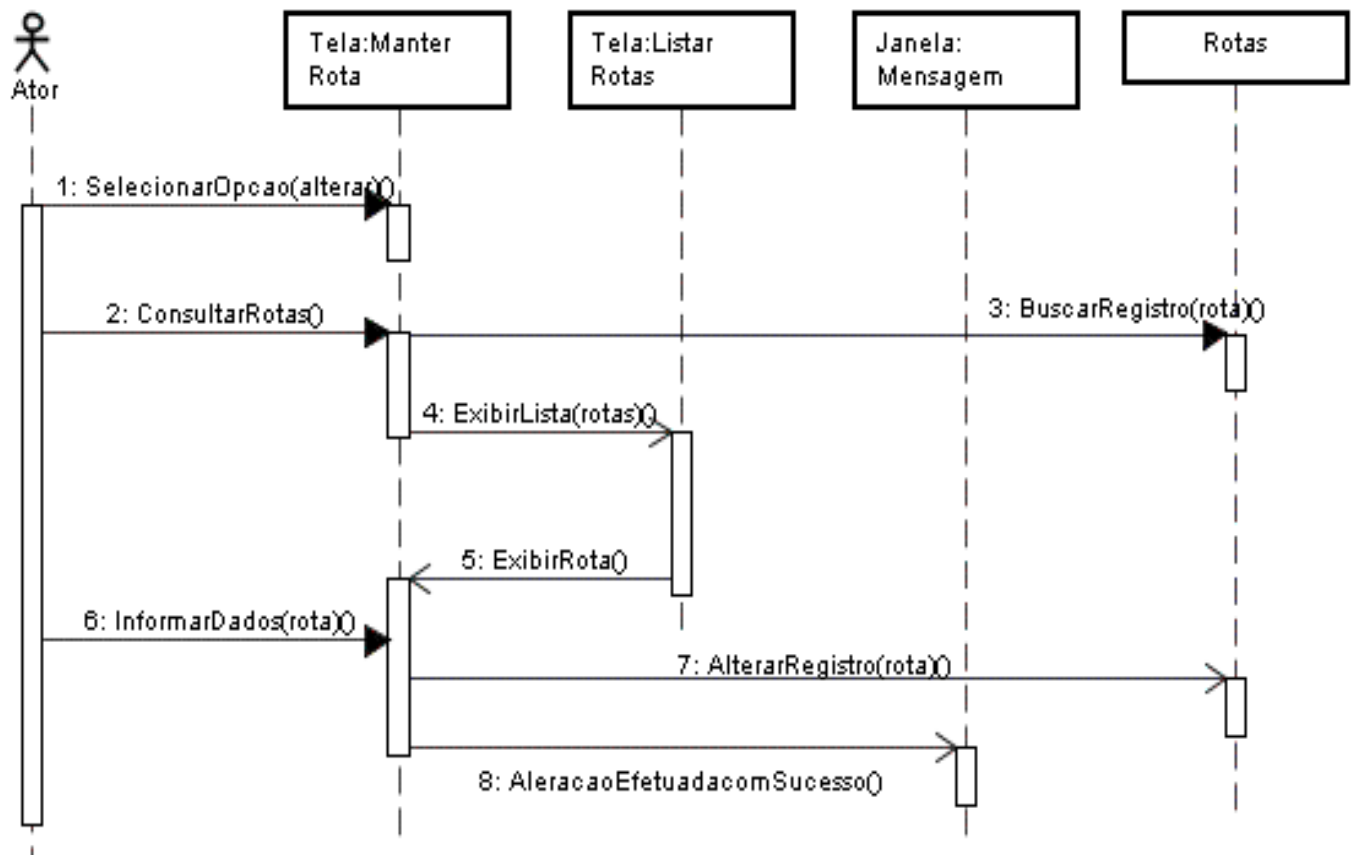 Ator
Tela:Manter
Rota
Tela:Listar
Rotas
Janela:
Mensagem
Rotas
1: SelecionarOpcao(alterar)()
2: ConsultarRotas()
3: BuscarRegistro(rota)()
4: ExibirLista(rotas)()
5: ExibirRota()
6: InformarDados(rota)()
7: AlterarRegistro(rota)()
8: AleracaoEfetuadacomSucesso()